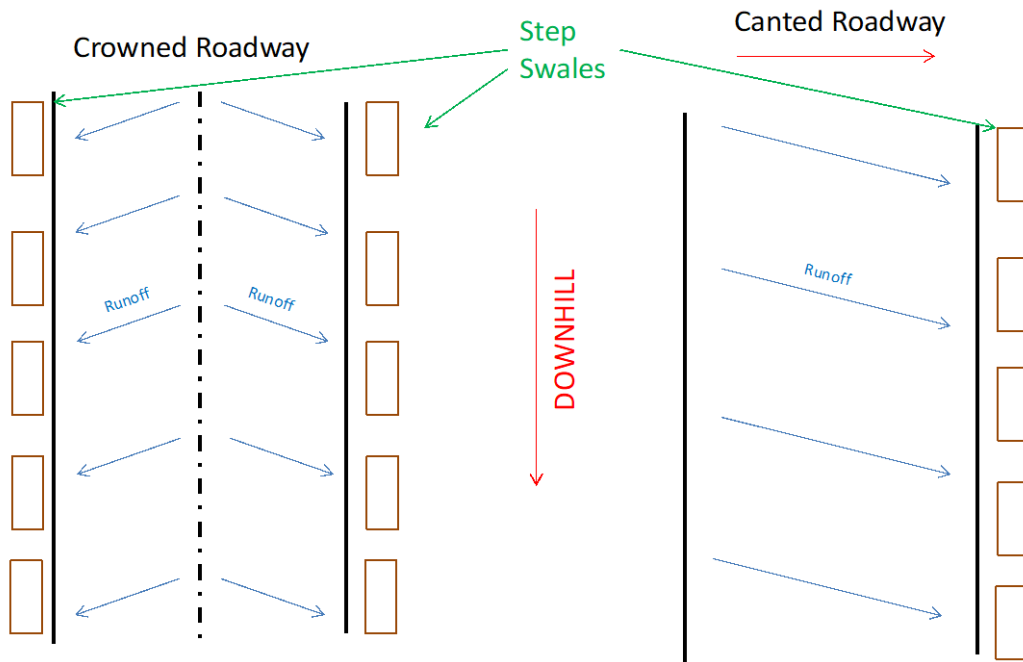 Crowned Roadway
Step
Swales
Canted Roadway
Runoff
Runoff
DOWNHILL
Runoff